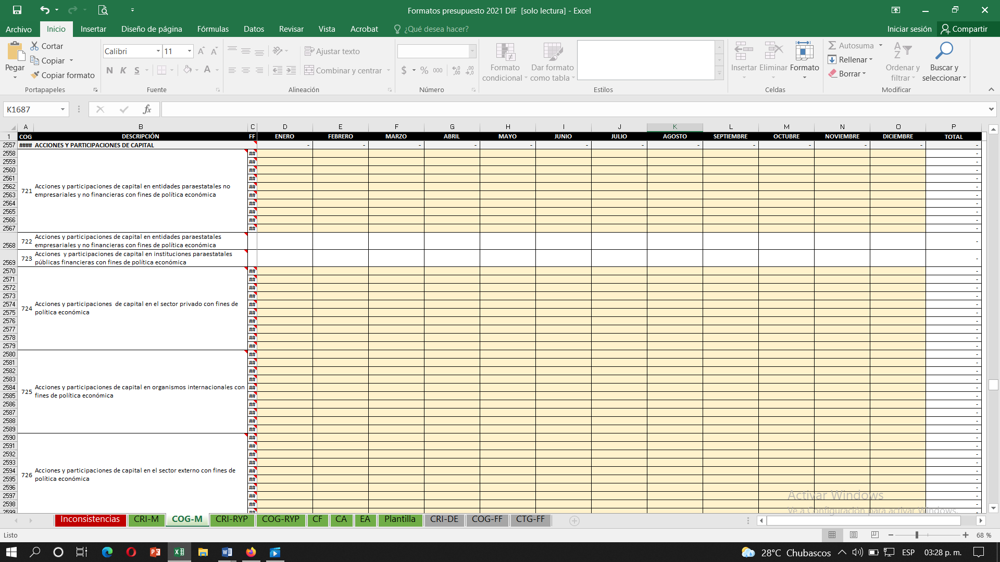 Formatos presupuesto 2021 DIF  [solo lectura] - Excel
Archivo Inicio Insertar Diseño de página Fórmulas Datos Revisar Vista Acrobat ¿Qué desea hacer? Iniciar sesión Compartir
Pegar
Cortar
Copiar
Copiar formato
Portapapeles
Calibri 11
N K S A
Fuente
Ajustar texto
Combinar y centrar
Alineación
$ % 000
Número
Formato condicional
Dar formato como tabla
Estilos
Insertar Eliminar Formato
Celdas
Autosuma
Rellenar
Borrar
Ordenar y filtrar
Buscar y seleccionar
Modificar
K1687 fx
A B C D E F G H I J K L M N O P
1 COG DESCRIPCIÓN FF ENERO FEBRERO MARZO ABRIL MAYO JUNIO JULIO AGOSTO SEPTIEMBRE OCTUBRE NOVIEMBRE DICIEMBRE TOTAL
2557 #### ACCIONES Y PARTICIPACIONES DE CAPITAL - - - - - - - - - - - - -
2558 ## -
2559 ## -
2560 ## -
2561 ## -
2562 ## -
2563 ## -
2564 ## -
2565 ## -
2566 ## -
2567 ## -
721 Acciones y participaciones de capital en entidades paraestatales no
empresariales y no financieras con fines de política económica
2568 722 Acciones y participaciones de capital en entidades paraestatales
empresariales y no financieras con fines de política económica -
2569 723 Acciones  y participaciones de capital en instituciones paraestatales
públicas financieras con fines de política económica -
2570 ## -
2571 ## -
2572 ## -
2573 ## -
2574 ## -
2575 ## -
2576 ## -
2577 ## -
2578 ## -
2579 ## -
724 Acciones y participaciones  de capital en el sector privado con fines de
política económica
2580 ## -
2581 ## -
2582 ## -
2583 ## -
2584 ## -
2585 ## -
2586 ## -
2587 ## -
2588 ## -
2589 ## -
725 Acciones y participaciones de capital en organismos internacionales con
fines de política económica
2590 ## -
2591 ## -
2592 ## -
2593 ## -
2594 ## -
2595 ## -
2596 ## -
2597 ## -
2598 ## -
2599 ##
726 Acciones y participaciones de capital en el sector externo con fines de
política económica
Activar Windows
Ve a Configuración para activar Windows.
Inconsistencias CRI-M COG-M CRI-RYP COG-RYP CF CA EA Plantilla CRI-DE COG-FF CTG-FF
Listo 68 %
28°C Chubascos ESP 03:28 p. m.